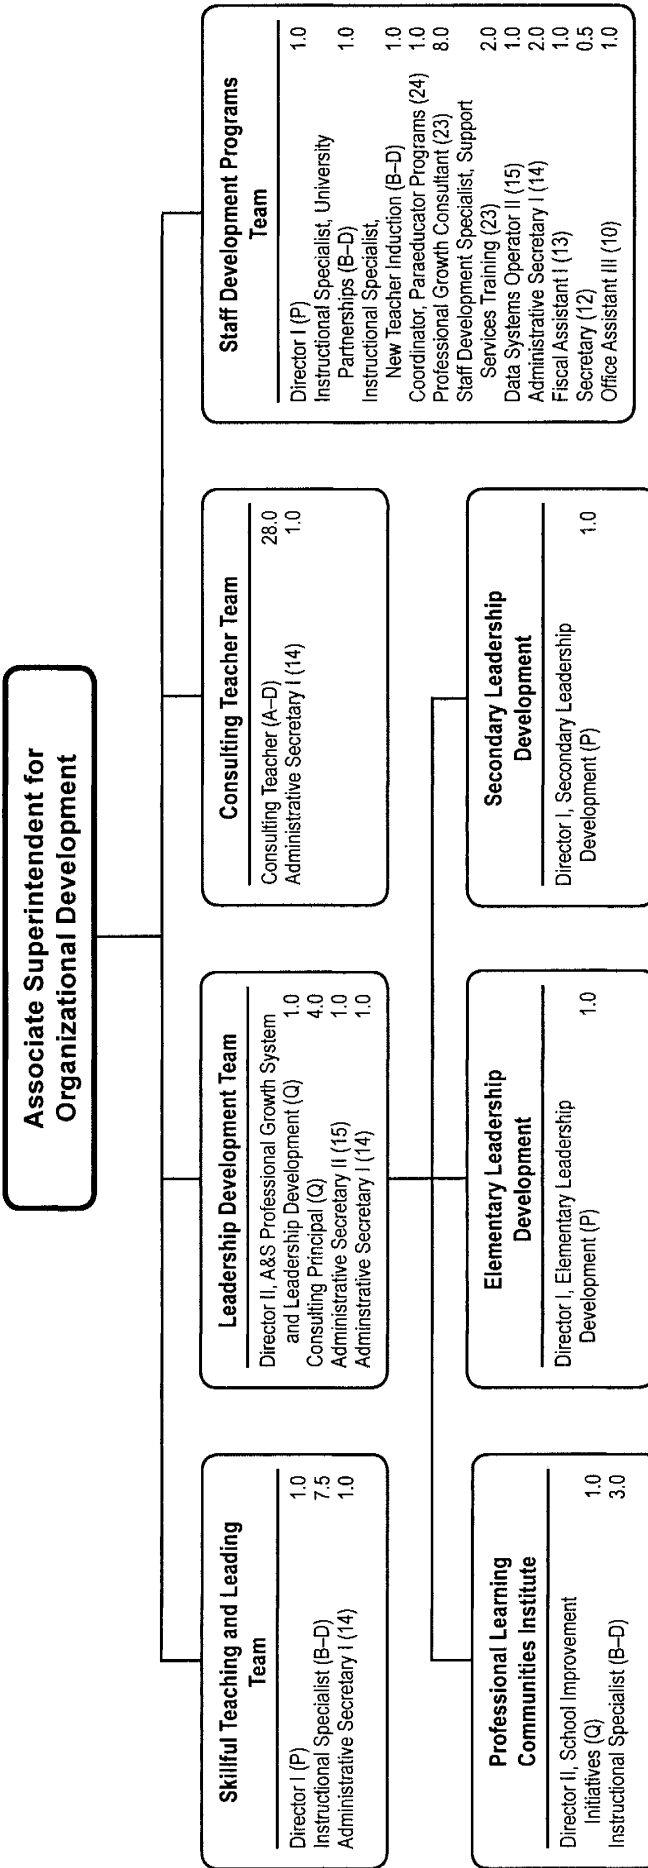 Associate Superintendent for
Organizational Development
Skillful Teaching and Leading
Team
Director I (P) 1.0
Instructional Specialist (B–D) 7.5
Administrative Secretary I (14) 1.0
Leadership Development Team
Director II, A&S Professional Growth System
and Leadership Development (Q) 1.0
Consulting Principal (Q) 4.0
Administrative Secretary II (15) 1.0
Adminstrative Secretary I (14) 1.0
Consulting Teacher Team
Consulting Teacher (A–D) 28.0
Administrative Secretary I (14) 1.0
Staff Development Programs
Team
Director I (P) 1.0
Instructional Specialist, University
Partnerships (B–D) 1.0
Instructional Specialist,
New Teacher Induction (B–D) 1.0
Coordinator, Paraeducator Programs (24) 1.0
Professional Growth Consultant (23) 8.0
Staff Development Specialist, Support
Services Training (23) 2.0
Data Systems Operator II (15) 1.0
Administrative Secretary I (14) 2.0
Fiscal Assistant I (13) 1.0
Secretary (12) 0.5
Office Assistant III (10) 1.0
Professional Learning
Communities Institute
Director II, School Improvement
Initiatives (Q) 1.0
Instructional Specialist (B–D) 3.0
Elementary Leadership
Development
Director I, Elementary Leadership
Development (P) 1.0
Secondary Leadership
Development
Director I, Secondary Leadership
Development (P) 1.0